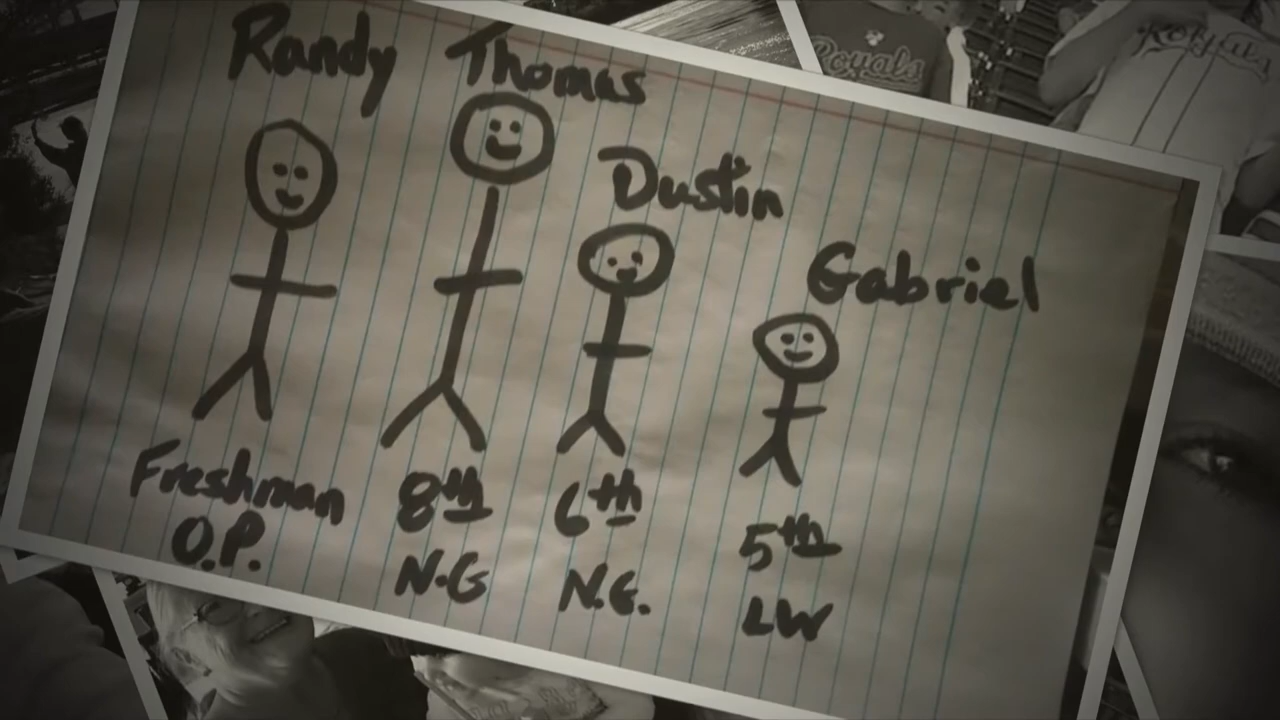 Randy
Thomas
Dustin
Gabriel
Freshman
O.P.
8th
N.G
6th
N.G.
5th
LW
Royals
Royals